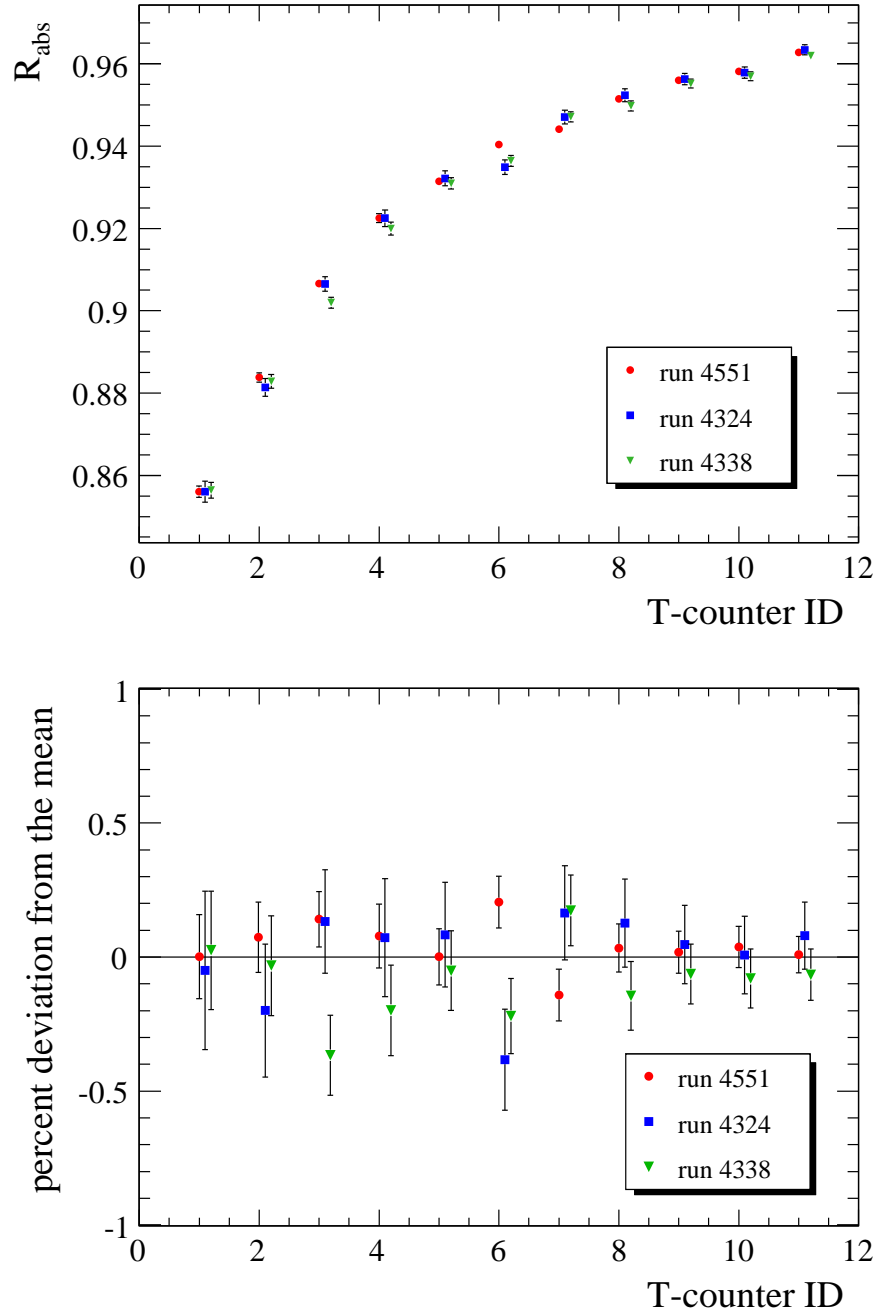 R_abs
0.96
0.94
0.92
0.9
0.88
0.86
run 4551
run 4324
run 4338
0 2 4 6 8 10 12
T-counter ID
percent deviation from the mean
1
0.5
0
-0.5
-1
run 4551
run 4324
run 4338
0 2 4 6 8 10 12
T-counter ID